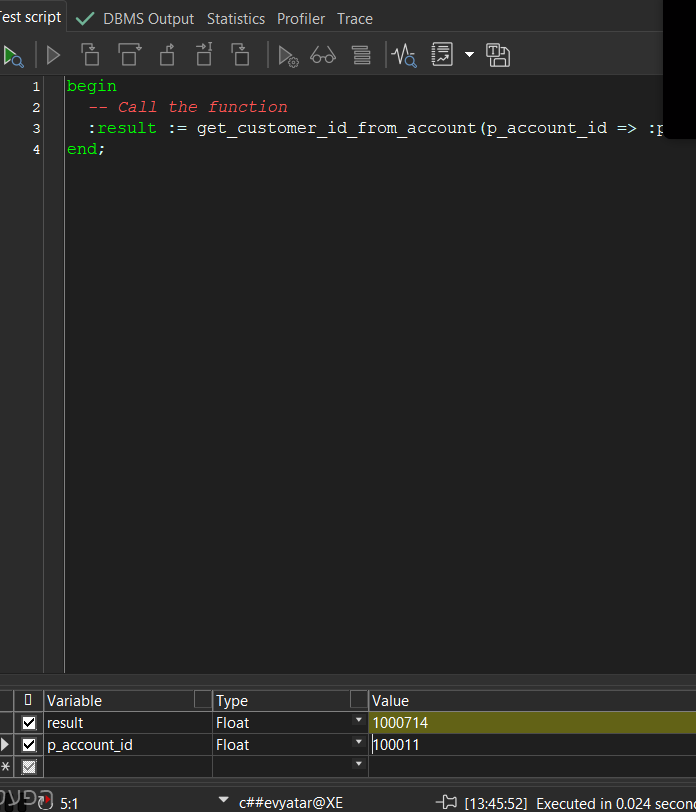 Test script DBMS Output Statistics Profiler Trace
1 begin
2 -- Call the function
3 :result := get_customer_id_from_account(p_account_id => :p
4 end;
Variable Type Value
result Float 1000714
p_account_id Float 100011
*
5:1 c##evyatar@XE [13:45:52] Executed in 0.024 secon